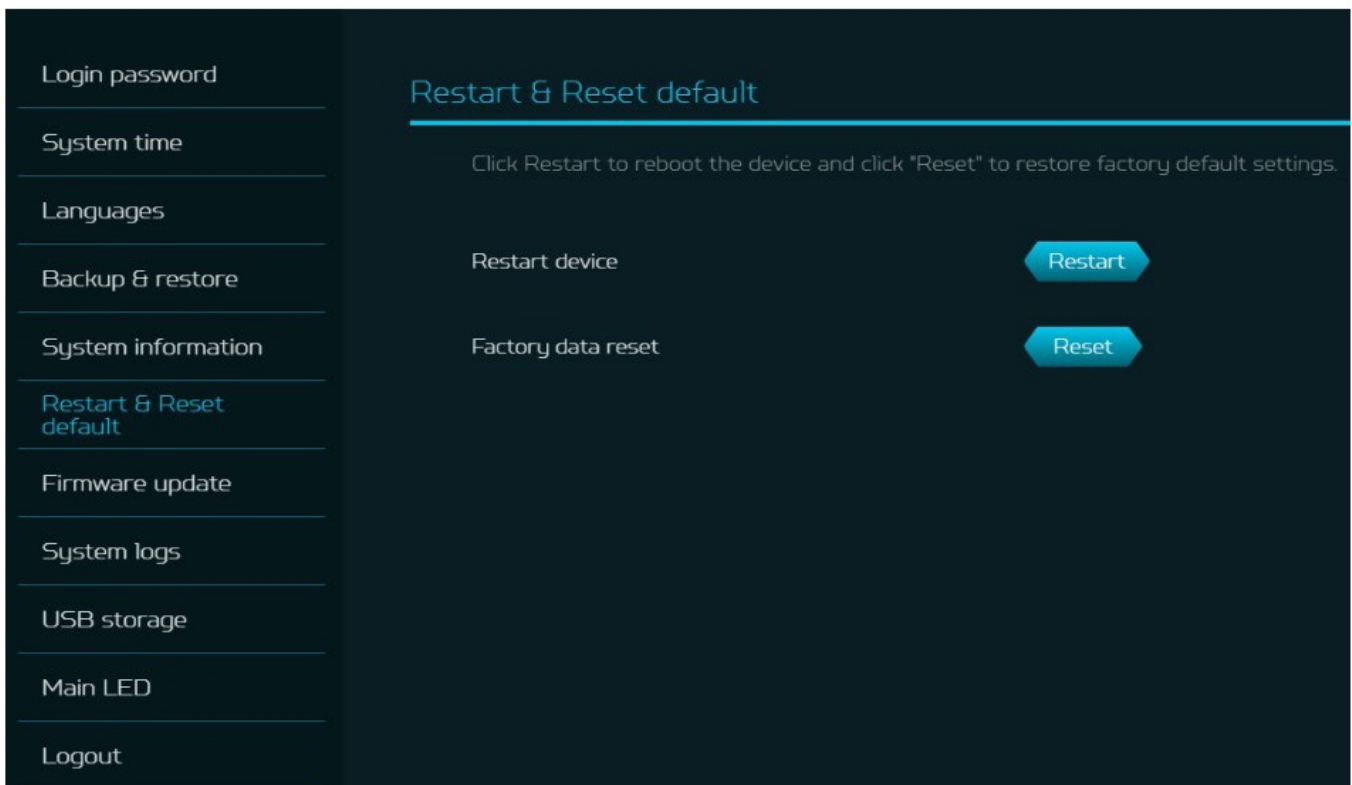 Login password
System time
Languages
Backup & restore
System information
Restart & Reset
default
Firmware update
System logs
USB storage
Main LED
Logout
Restart & Reset default
Click Restart to reboot the device and click "Reset" to restore factory default settings.
Restart device
Restart
Factory data reset
Reset